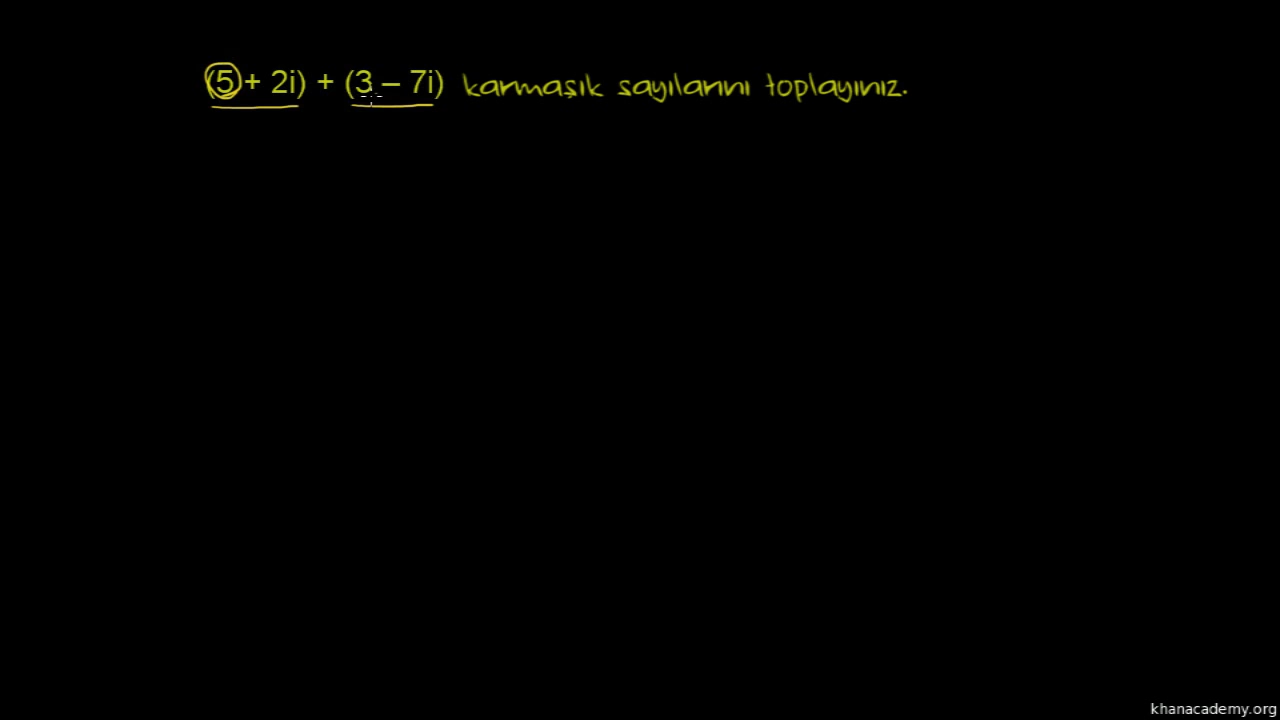 (5 + 2i) + (3 – 7i) karmaşık sayılarını toplayınız.
khanacademy.org